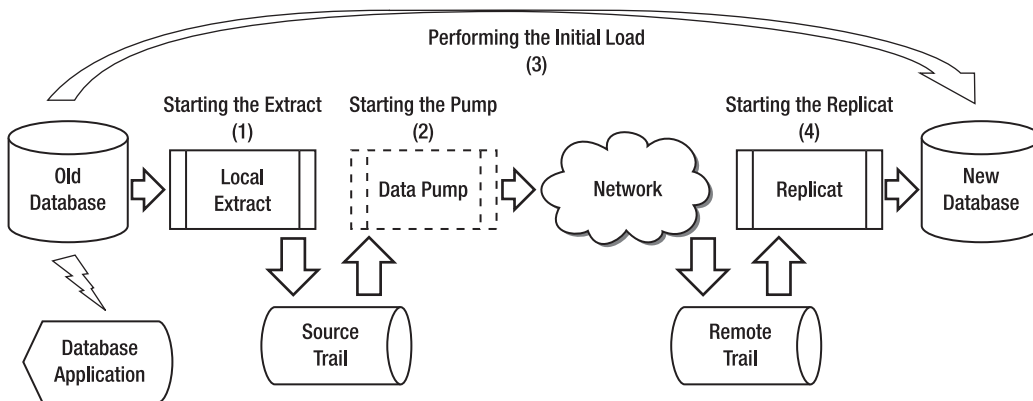 Performing the Initial Load
(3)
Starting the Extract
(1)
Starting the Pump
(2)
Starting the Replicat
(4)
Old
Database
Local
Extract
Data Pump
Network
Replicat
New
Database
Source
Trail
Remote
Trail
Database
Application